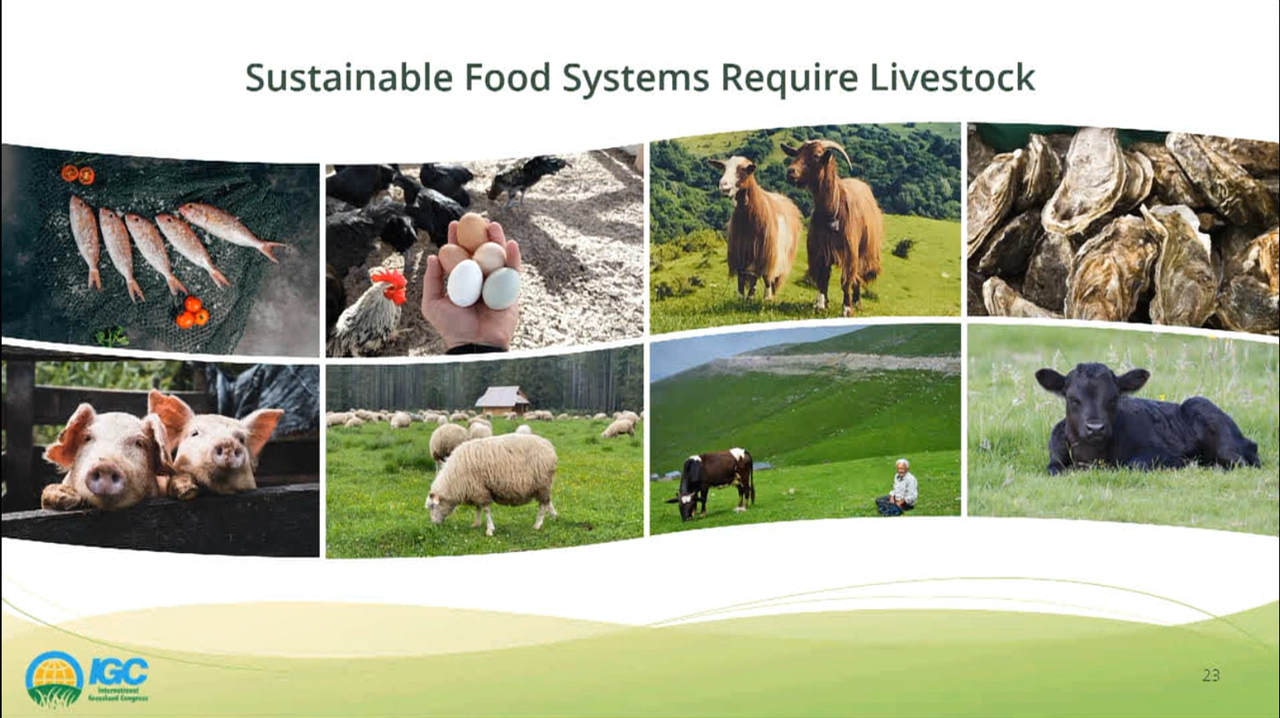 Sustainable Food Systems Require Livestock
IGC
International
Grassland Congress
23